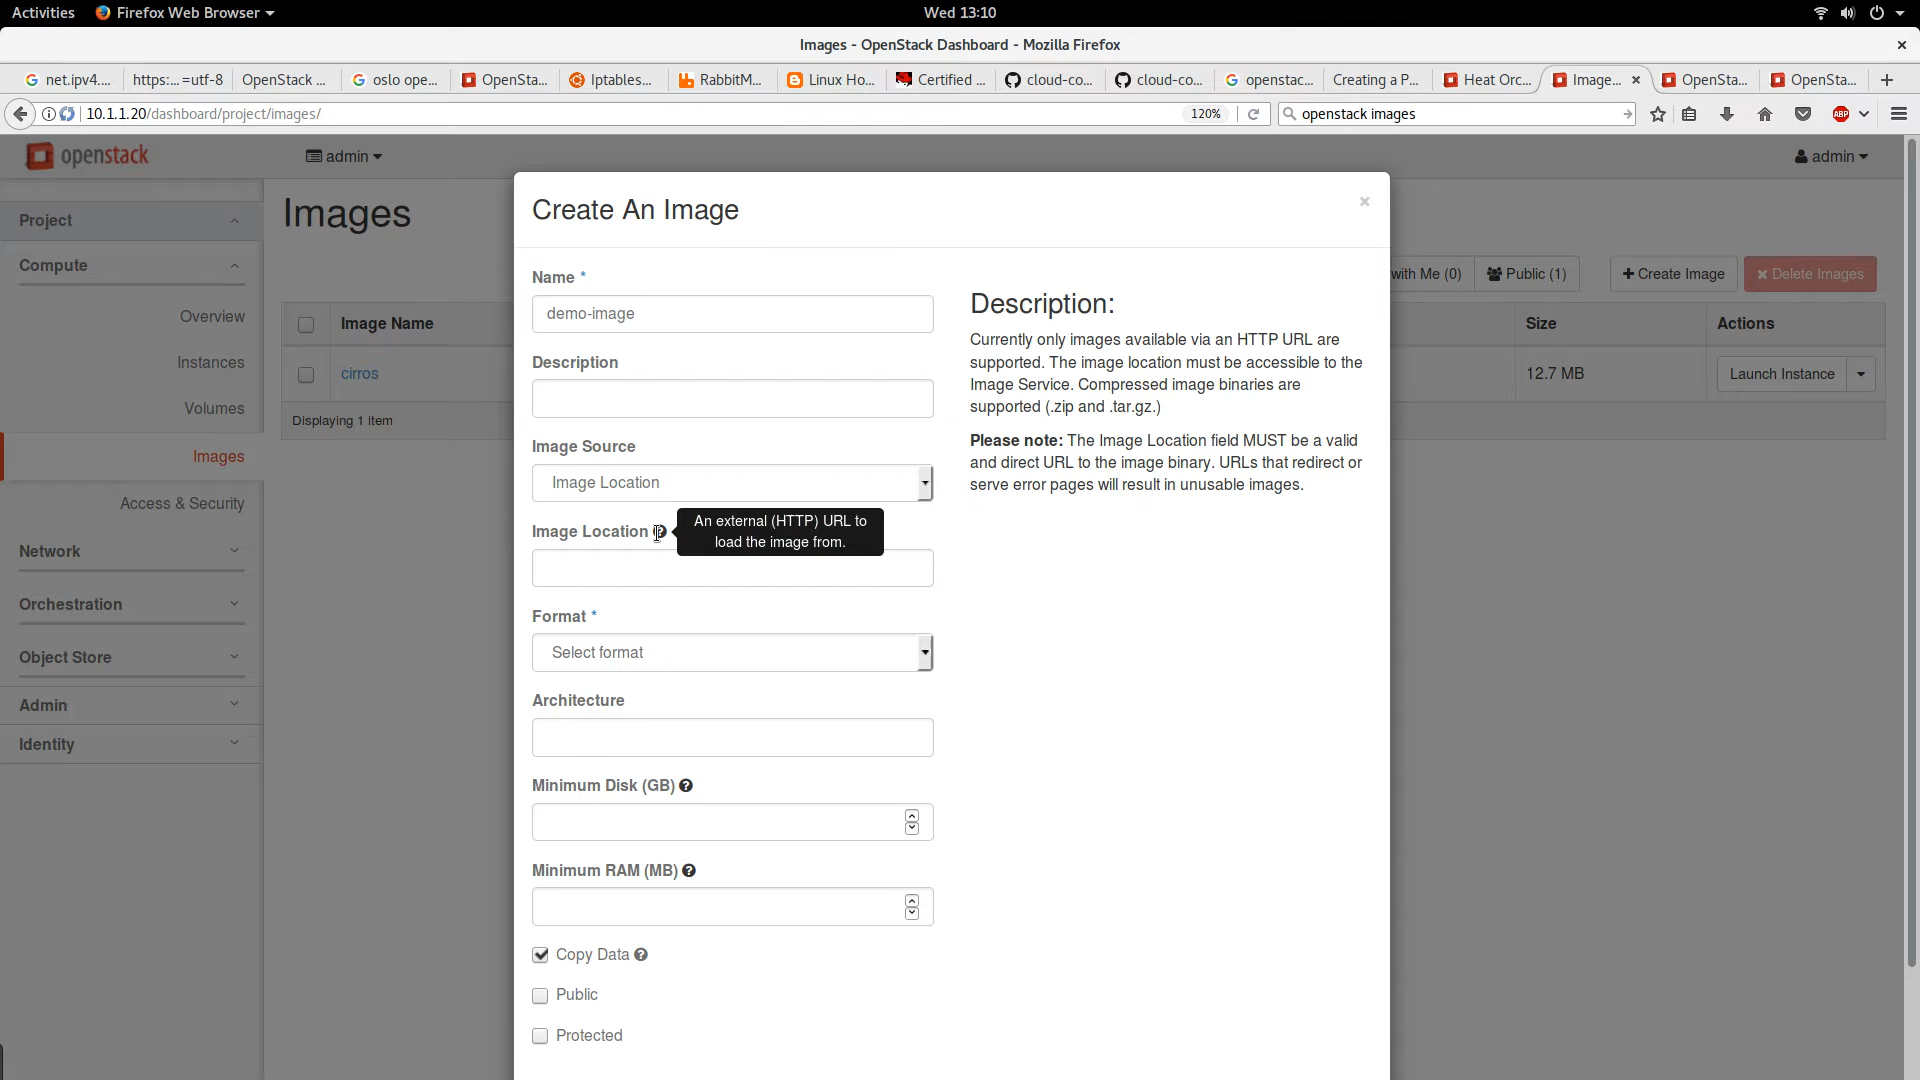 Activities
Firefox Web Browser
Wed 13:10
Images - OpenStack Dashboard - Mozilla Firefox
net.ipv4....
https:...=utf-8
OpenStack ...
oslo ope...
OpenSta...
Iptables...
RabbitM...
Linux Ho...
Certified ...
cloud-co...
cloud-co...
openstac...
Creating a P...
Heat Orc...
Image...
OpenSta...
OpenSta...
10.1.1.20/dashboard/project/images/
120%
openstack images
ABP
openstack
admin
admin
Project
Compute
Overview
Instances
Volumes
Images
Access & Security
Network
Orchestration
Object Store
Admin
Identity
Images
with Me (0)
Public (1)
Create Image
Delete Images
Image Name
Size
Actions
cirros
12.7 MB
Launch Instance
Displaying 1 item
Create An Image
Name *
demo-image
Description
Image Source
Image Location
Image Location
An external (HTTP) URL to
load the image from.
Format *
Select format
Architecture
Minimum Disk (GB)
Minimum RAM (MB)
Copy Data
Public
Protected
Description:
Currently only images available via an HTTP URL are
supported. The image location must be accessible to the
Image Service. Compressed image binaries are
supported (.zip and .tar.gz.)
Please note: The Image Location field MUST be a valid
and direct URL to the image binary. URLs that redirect or
serve error pages will result in unusable images.